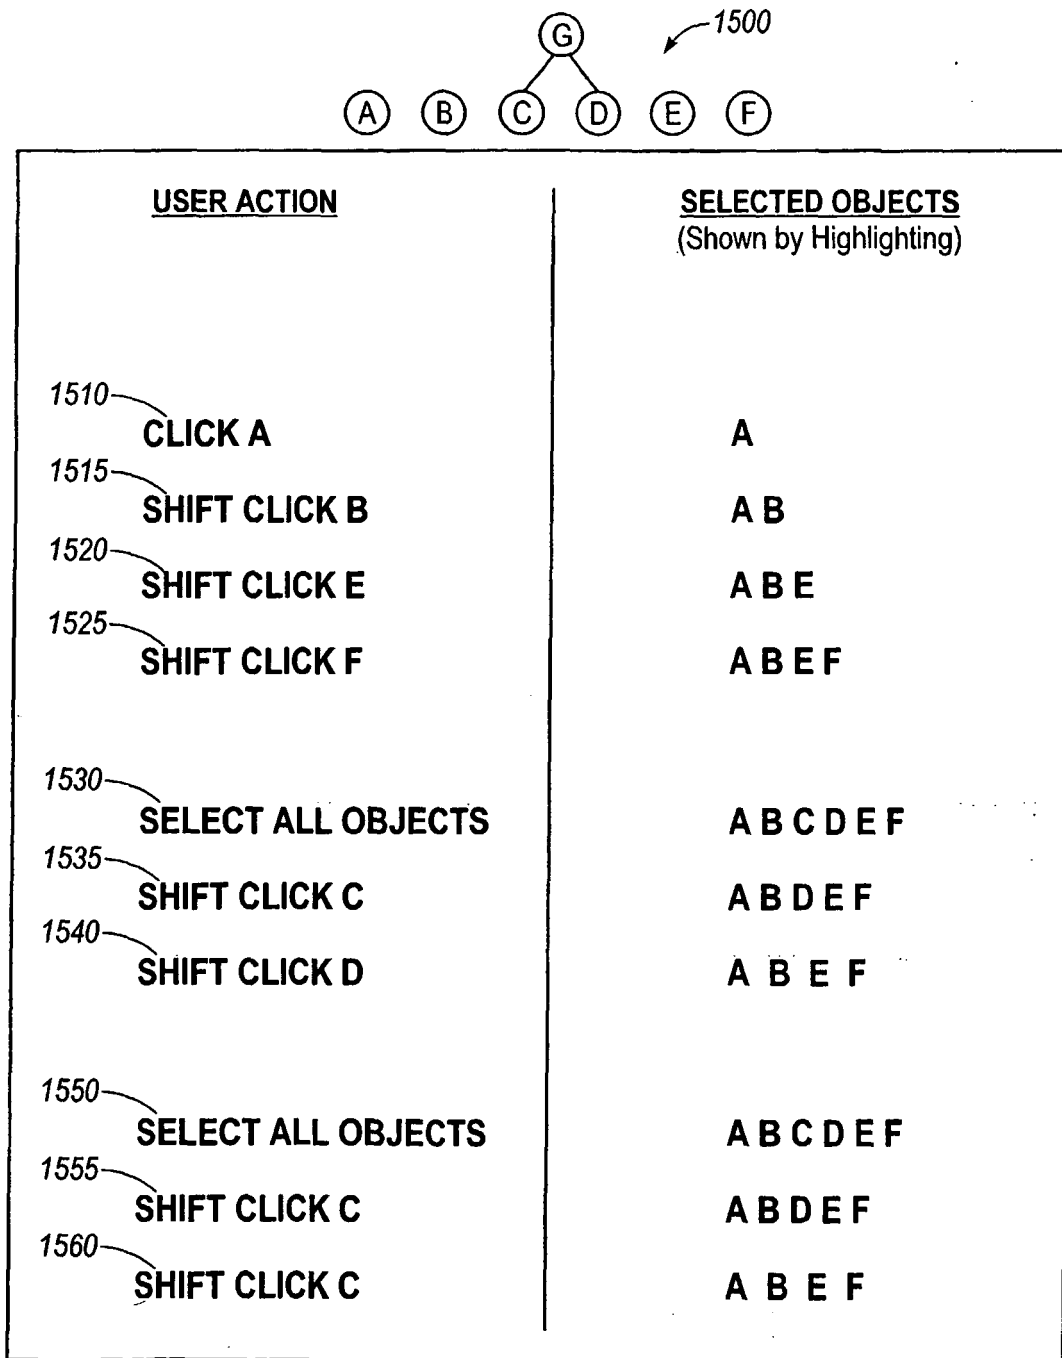 G
1500
A B C D E F
USER ACTION
SELECTED OBJECTS
(Shown by Highlighting)
1510
CLICK A
A
1515
SHIFT CLICK B
A B
1520
SHIFT CLICK E
A B E
1525
SHIFT CLICK F
A B E F
1530
SELECT ALL OBJECTS
A B C D E F
1535
SHIFT CLICK C
A B D E F
1540
SHIFT CLICK D
A B E F
1550
SELECT ALL OBJECTS
A B C D E F
1555
SHIFT CLICK C
A B D E F
1560
SHIFT CLICK C
A B E F